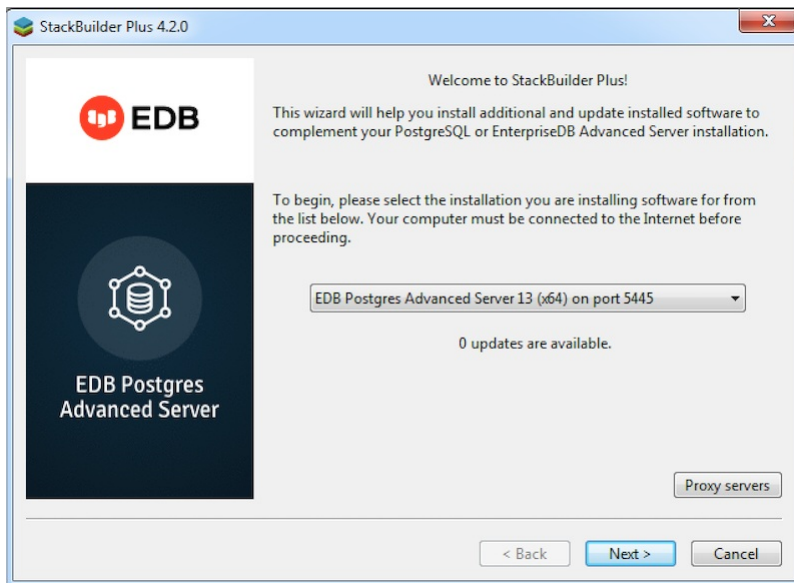 StackBuilder Plus 4.2.0
EDB
EDB Postgres
Advanced Server
Welcome to StackBuilder Plus!
This wizard will help you install additional and update installed software to
complement your PostgreSQL or EnterpriseDB Advanced Server installation.
To begin, please select the installation you are installing software for from
the list below. Your computer must be connected to the Internet before
proceeding.
EDB Postgres Advanced Server 13 (x64) on port 5445
0 updates are available.
Proxy servers
< Back
Next >
Cancel